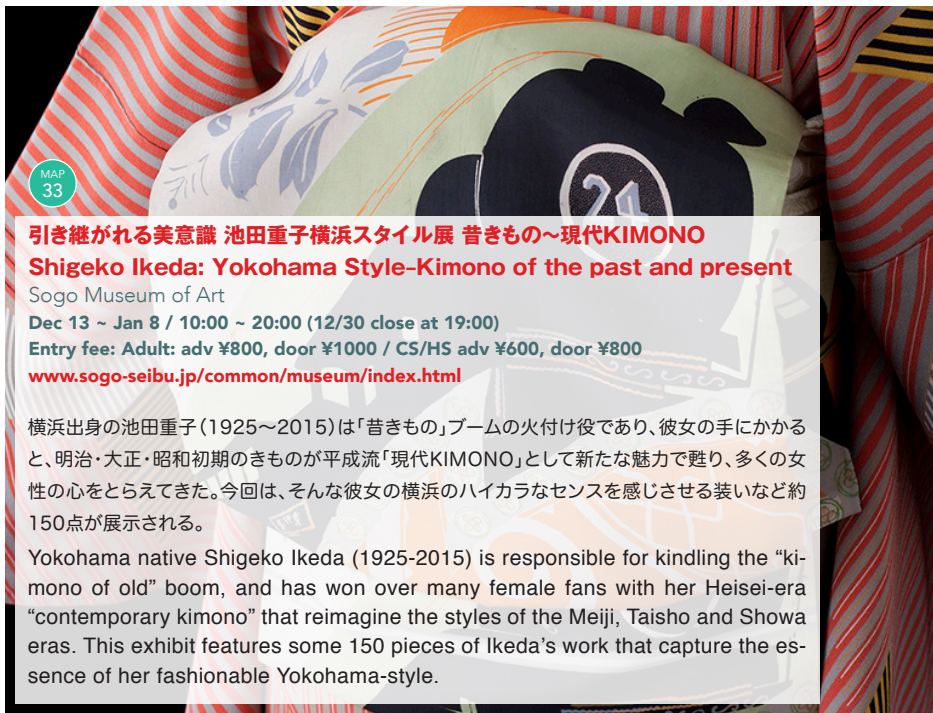 MAP
33
24
引き継がれる美意識 池田重子横浜スタイル展 昔きもの〜現代KIMONO
Shigeko Ikeda: Yokohama Style–Kimono of the past and present
Sogo Museum of Art
Dec 13 ~ Jan 8 / 10:00 ~ 20:00 (12/30 close at 19:00)
Entry fee: Adult: adv ¥800, door ¥1000 / CS/HS adv ¥600, door ¥800
www.sogo-seibu.jp/common/museum/index.html
横浜出身の池田重子(1925〜2015)は「昔きもの」ブームの火付け役であり、彼女の手にかかる
と、明治・大正・昭和初期のきものが平成流「現代KIMONO」として新たな魅力で甦り、多くの女
性の心をとらえてきた。今回は、そんな彼女の横浜のハイカラなセンスを感じさせる装いなど約
150点が展示される。
Yokohama native Shigeko Ikeda (1925-2015) is responsible for kindling the “ki-
mono of old” boom, and has won over many female fans with her Heisei-era
“contemporary kimono” that reimagine the styles of the Meiji, Taisho and Showa
eras. This exhibit features some 150 pieces of Ikeda’s work that capture the es-
sence of her fashionable Yokohama-style.